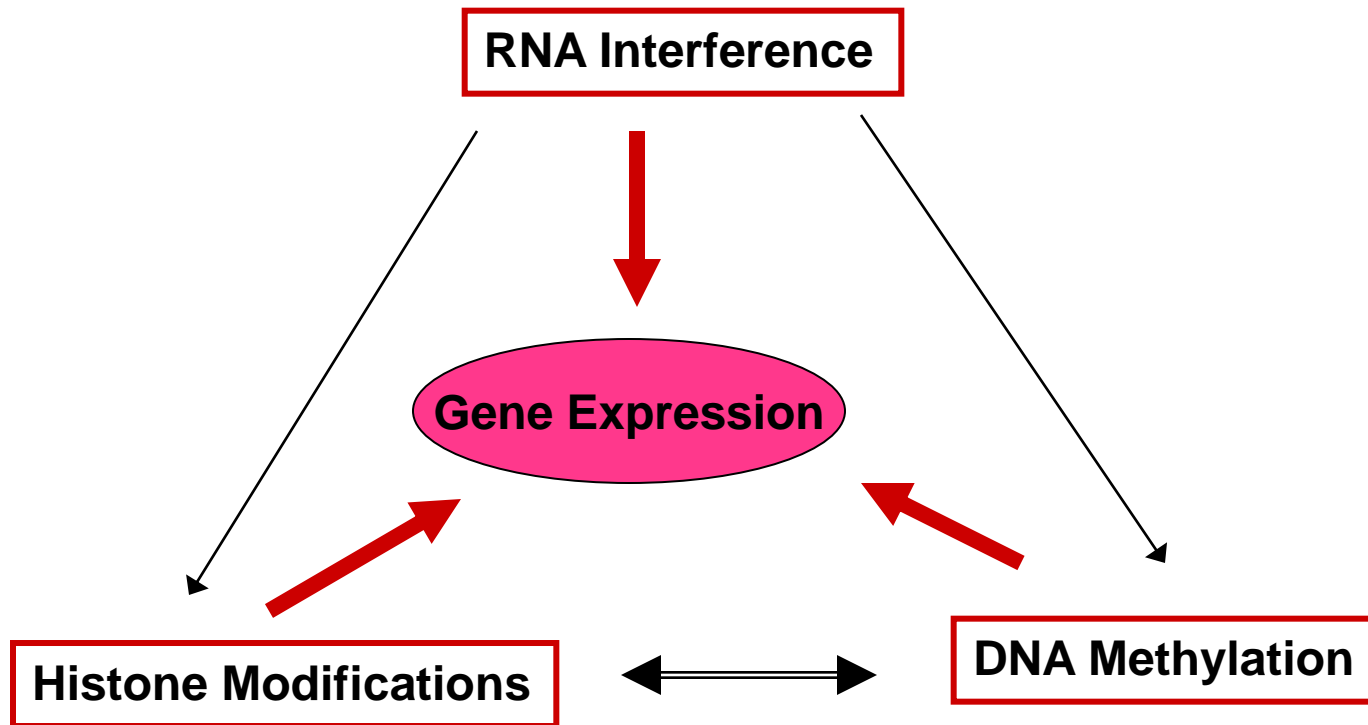 RNA Interference
Gene Expression
Histone Modifications
DNA Methylation